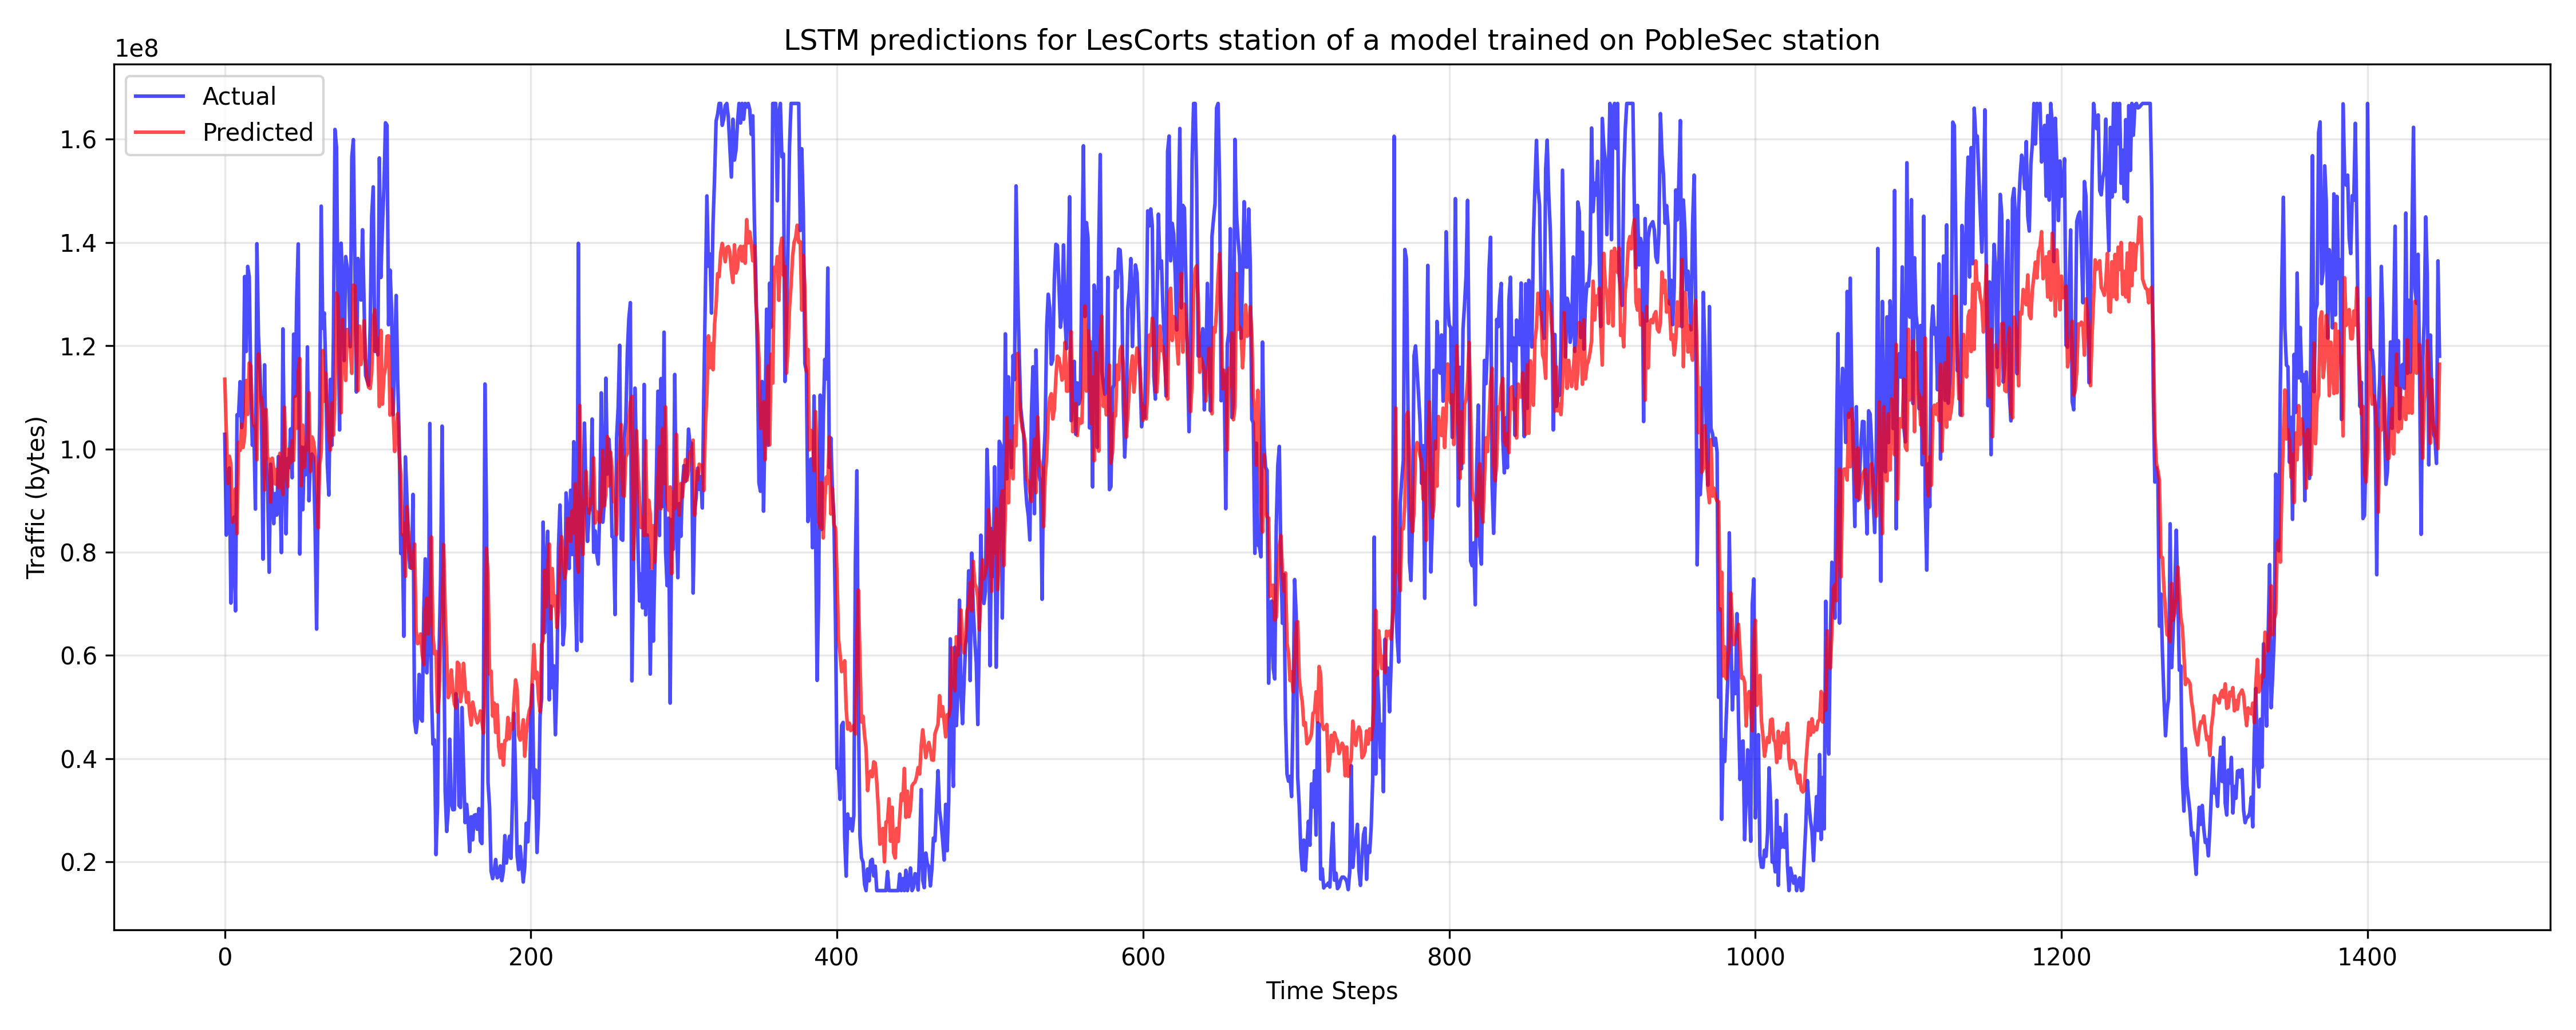 LSTM predictions for LesCorts station of a model trained on PobleSec station
1e8
Actual
Predicted
1.6
1.4
1.2
1.0
0.8
0.6
0.4
0.2
Traffic (bytes)
0 200 400 600 800 1000 1200 1400
Time Steps